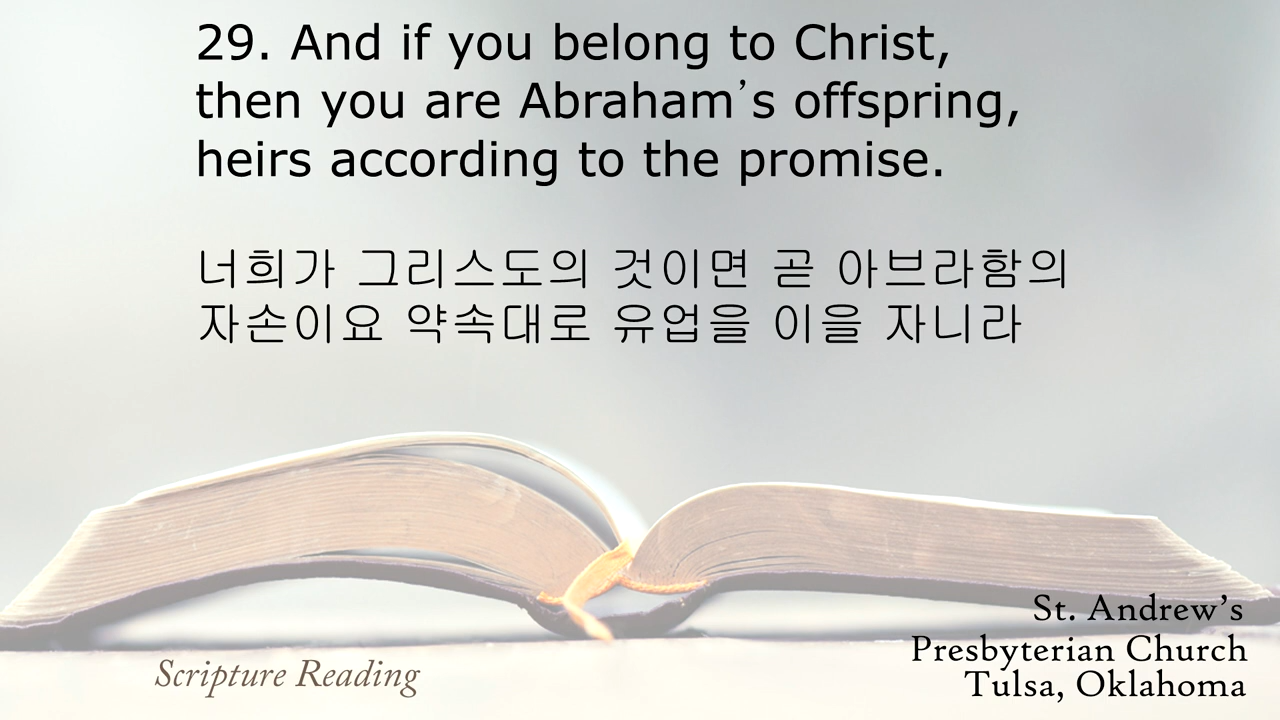 29. And if you belong to Christ,
then you are Abraham’s offspring,
heirs according to the promise.
너희가 그리스도의 것이면 곧 아브라함의
자손이요 약속대로 유업을 이을 자니라
Scripture Reading
St. Andrew’s
Presbyterian Church
Tulsa, Oklahoma